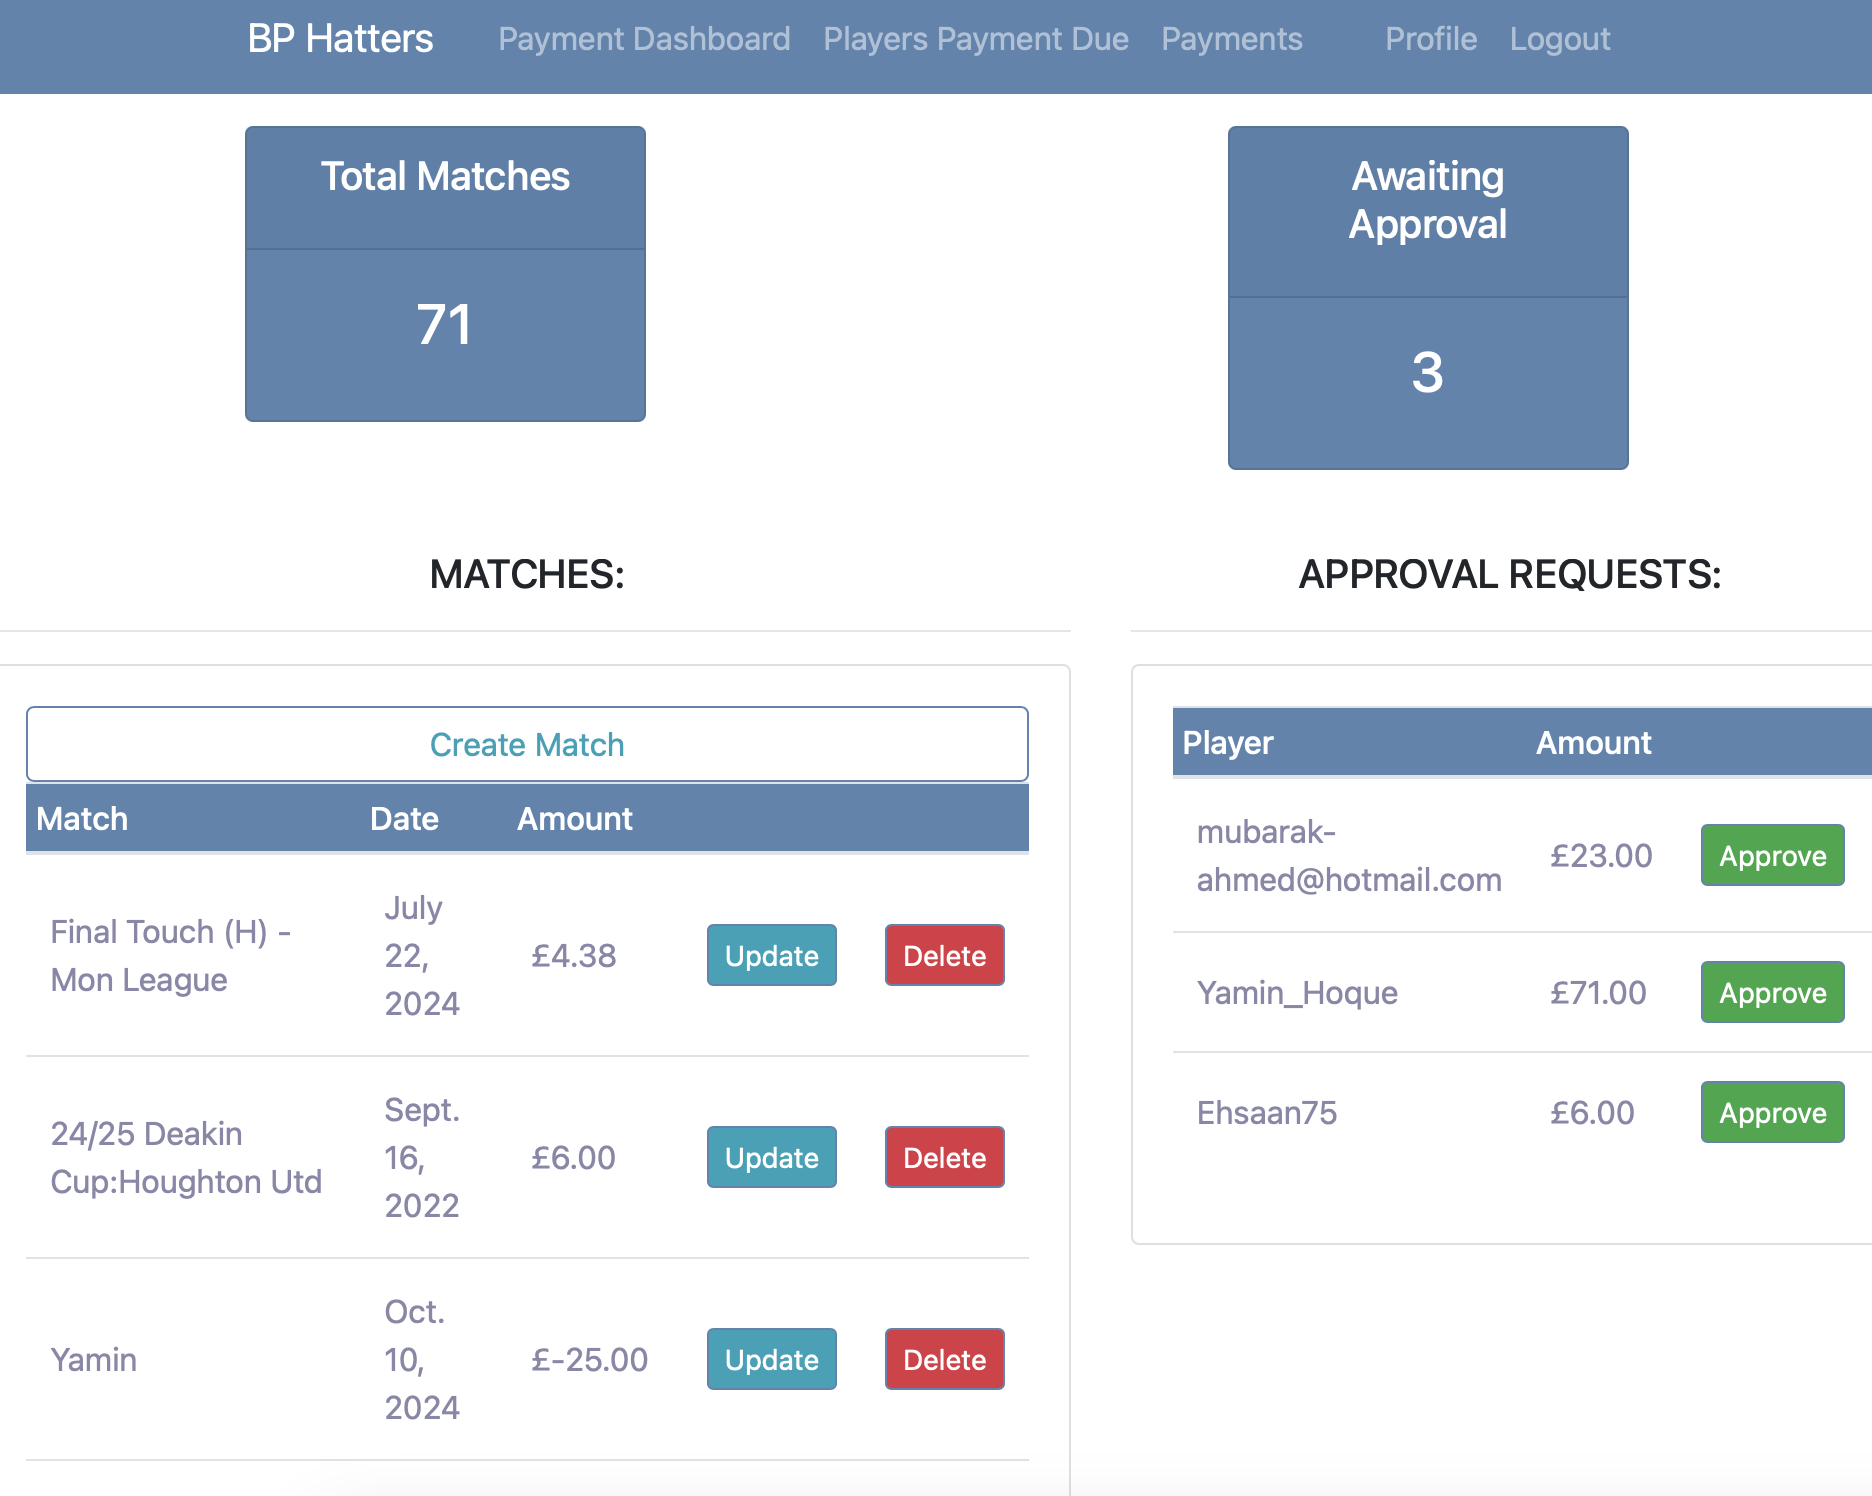 BP Hatters Payment Dashboard Players Payment Due Payments Profile Logout
Total Matches
71
Awaiting
Approval
3
MATCHES:
Create Match
Match Date Amount
Final Touch (H) -
Mon League
July
22,
2024
£4.38
Update
Delete
24/25 Deakin
Cup:Houghton Utd
Sept.
16,
2022
£6.00
Update
Delete
Yamin
Oct.
10,
2024
£-25.00
Update
Delete
APPROVAL REQUESTS:
Player Amount
mubarak-
ahmed@hotmail.com
£23.00
Approve
Yamin_Hoque £71.00 Approve
Ehsaan75 £6.00 Approve